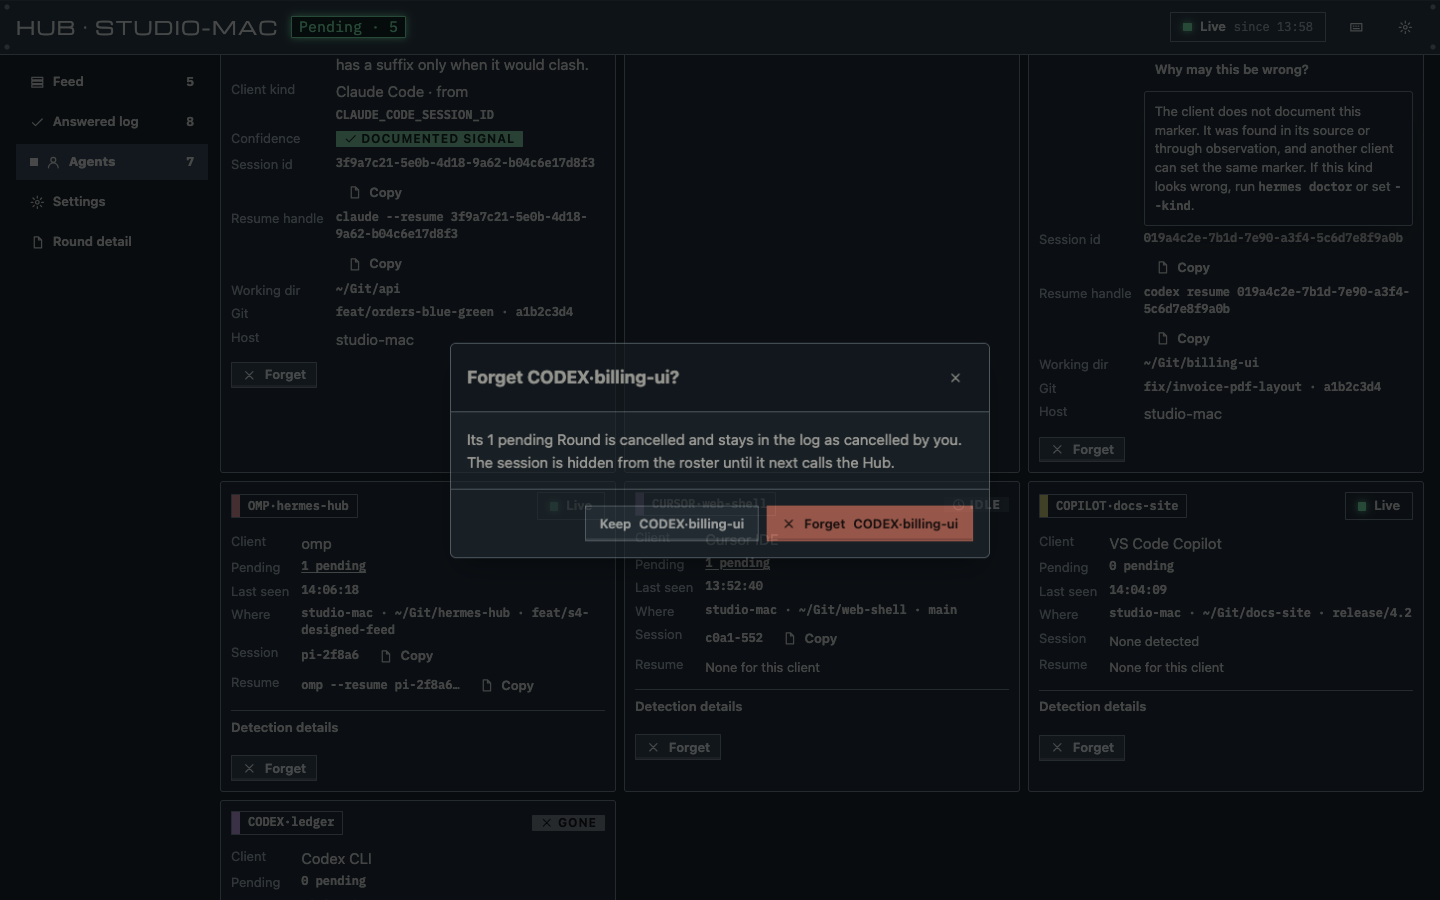 HUB · STUDIO-MAC
Pending · 5
Live since 13:58
Feed 5
Answered log 8
Agents 7
Settings
Round detail
has a suffix only when it would clash.
Client kind Claude Code · from
CLAUDE_CODE_SESSION_ID
Confidence DOCUMENTED SIGNAL
Session id 3f9a7c21-5e0b-4d18-9a62-b04c6e17d8f3
Copy
Resume handle claude --resume 3f9a7c21-5e0b-4d18-
9a62-b04c6e17d8f3
Copy
Working dir ~/Git/api
Git feat/orders-blue-green · a1b2c3d4
Host studio-mac
Forget
Why may this be wrong?
The client does not document this
marker. It was found in its source or
through observation, and another client
can set the same marker. If this kind
looks wrong, run hermes doctor or set -
-kind.
Session id 019a4c2e-7b1d-7e90-a3f4-5c6d7e8f9a0b
Copy
Resume handle codex resume 019a4c2e-7b1d-7e90-a3f4-
5c6d7e8f9a0b
Copy
Working dir ~/Git/billing-ui
Git fix/invoice-pdf-layout · a1b2c3d4
Host studio-mac
Forget
Forget CODEX·billing-ui?
Its 1 pending Round is cancelled and stays in the log as cancelled by you.
The session is hidden from the roster until it next calls the Hub.
Keep CODEX·billing-ui
Forget CODEX·billing-ui
OMP·hermes-hub Live
Client omp
Pending 1 pending
Last seen 14:06:18
Where studio-mac · ~/Git/hermes-hub · feat/s4-
designed-feed
Session pi-2f8a6 Copy
Resume omp --resume pi-2f8a6… Copy
Detection details
Forget
CURSOR·web-shell IDLE
Client Cursor IDE
Pending 1 pending
Last seen 13:52:40
Where studio-mac · ~/Git/web-shell · main
Session c0a1-552 Copy
Resume None for this client
Detection details
Forget
COPILOT·docs-site Live
Client VS Code Copilot
Pending 0 pending
Last seen 14:04:09
Where studio-mac · ~/Git/docs-site · release/4.2
Session None detected
Resume None for this client
Detection details
Forget
CODEX·ledger GONE
Client Codex CLI
Pending 0 pending